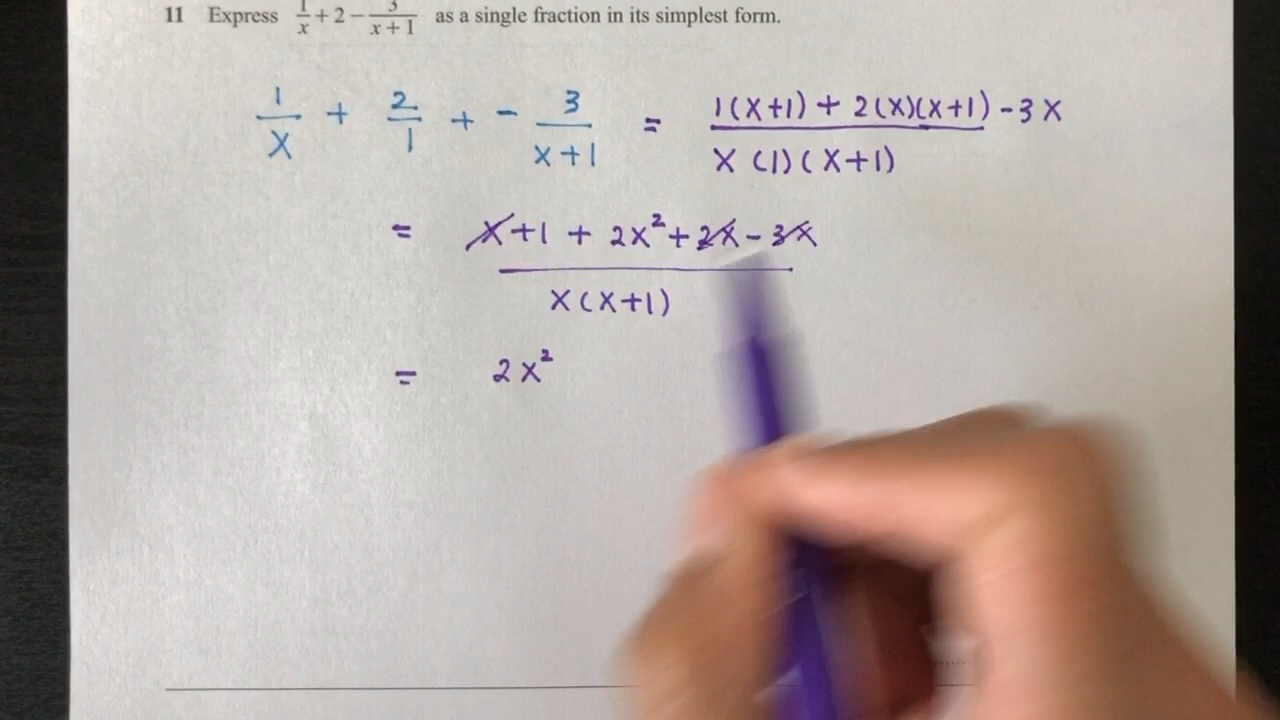 11 Express 1/x + 2 − 3/(x + 1) as a single fraction in its simplest form.
1/x + 2/1 + - 3/(x+1) = (1(x+1) + 2(x)(x+1) - 3x)/(x(1)(x+1))
= (x+1 + 2x² + 2x - 3x)/(x(x+1))
= 2x²